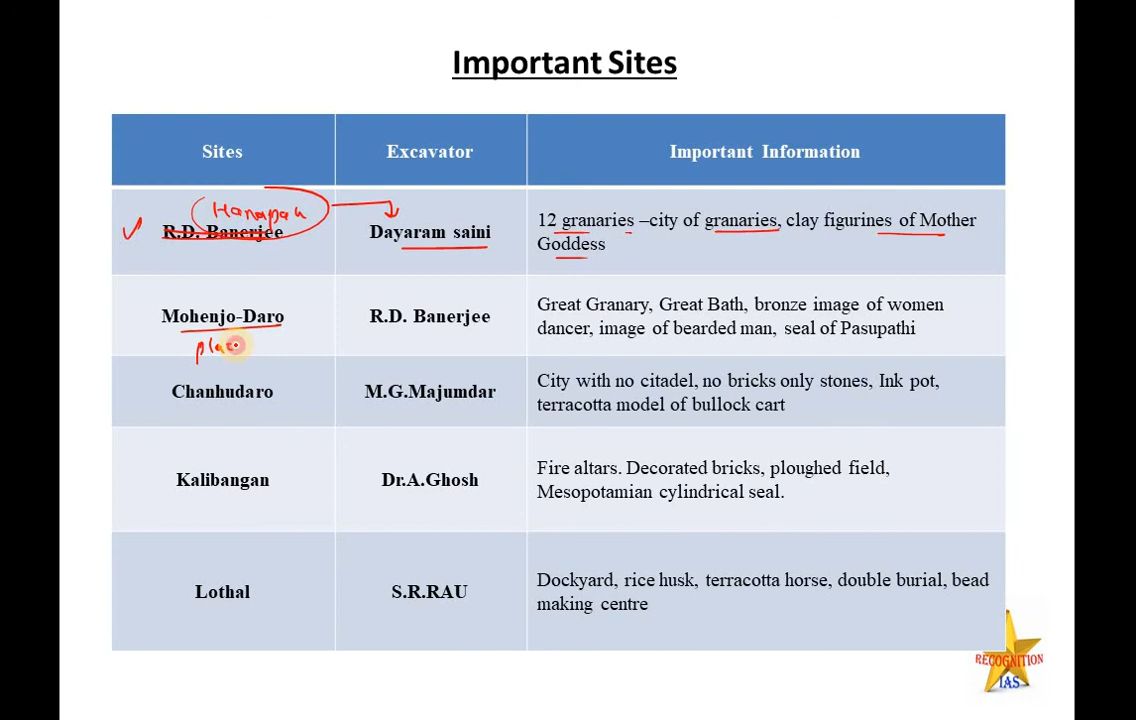 Important Sites
Sites
Excavator
Important Information
Harapah
R.D. Banerjee
Dayaram saini
12 granaries –city of granaries, clay figurines of Mother
Goddess
Mohenjo-Daro
R.D. Banerjee
Great Granary, Great Bath, bronze image of women
dancer, image of bearded man, seal of Pasupathi
Chanhudaro
M.G.Majumdar
City with no citadel, no bricks only stones, Ink pot,
terracotta model of bullock cart
Kalibangan
Dr.A.Ghosh
Fire altars. Decorated bricks, ploughed field,
Mesopotamian cylindrical seal.
Lothal
S.R.RAU
Dockyard, rice husk, terracotta horse, double burial, bead
making centre
RECOGNITION
IAS